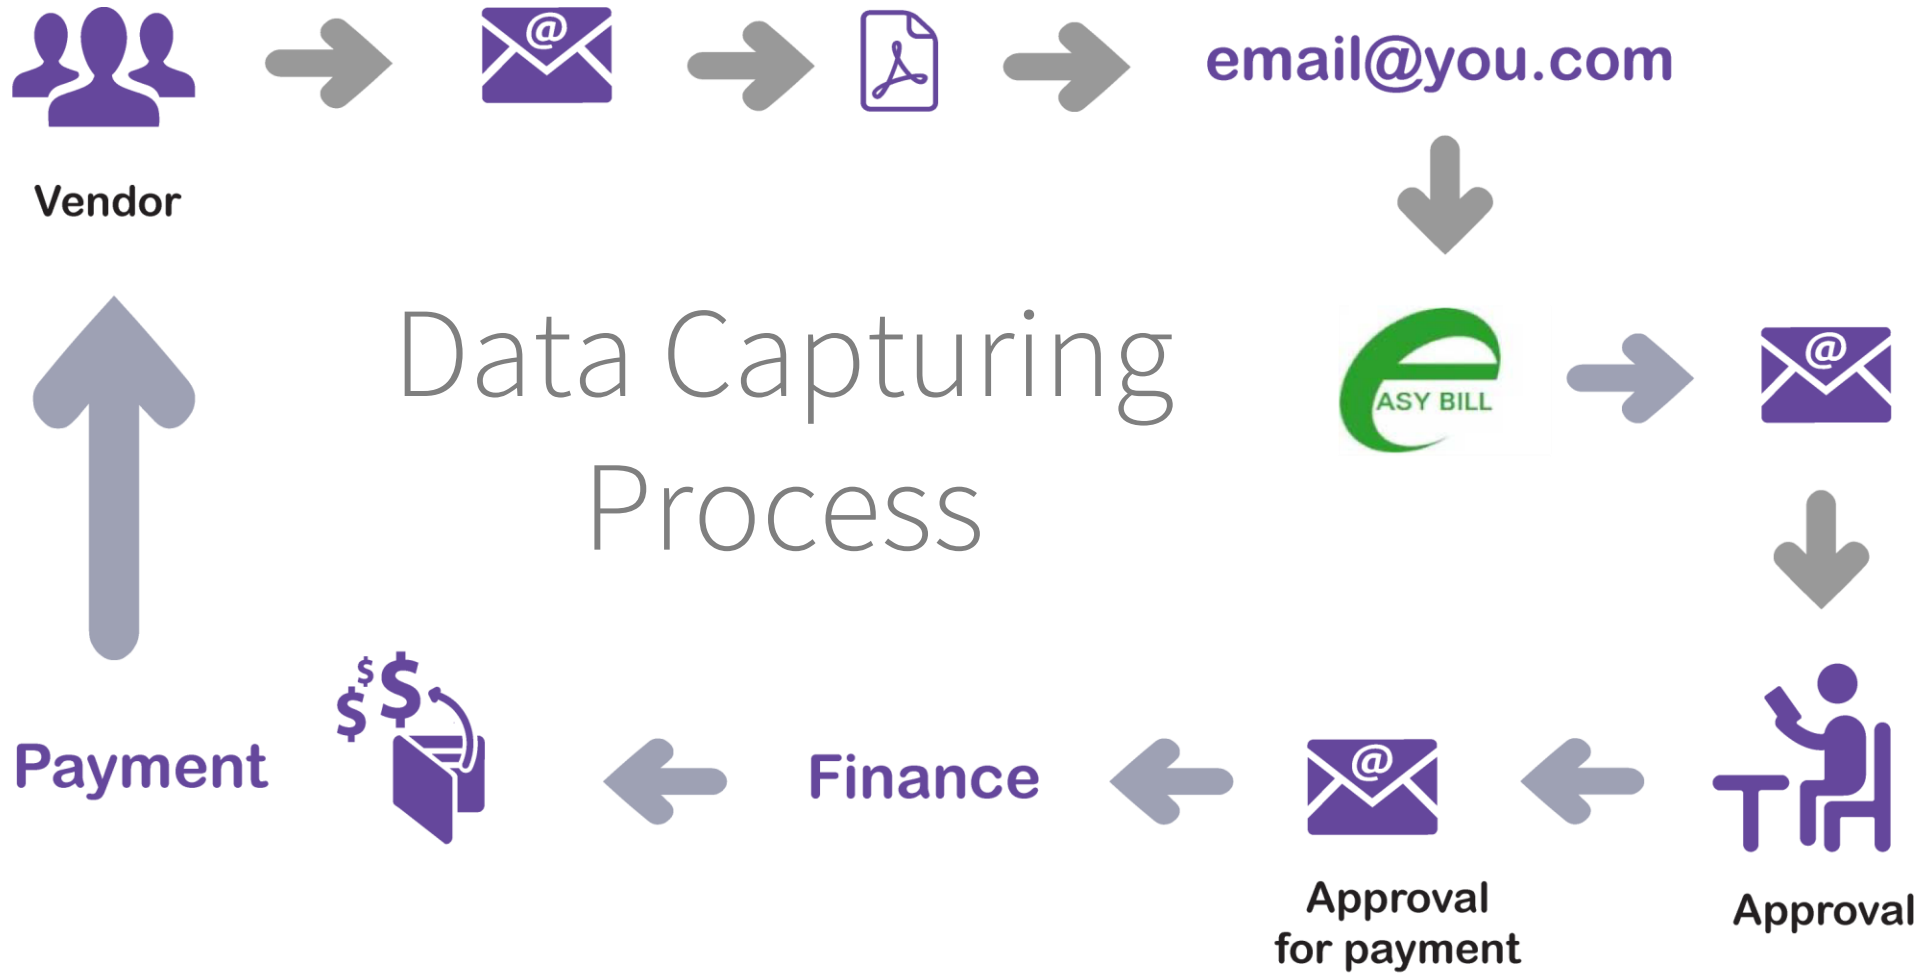 @
email@you.com
Vendor
Data Capturing
Process
e
ASY BILL
@
$
$
$
Payment
Finance
@
Approval
for payment
Approval